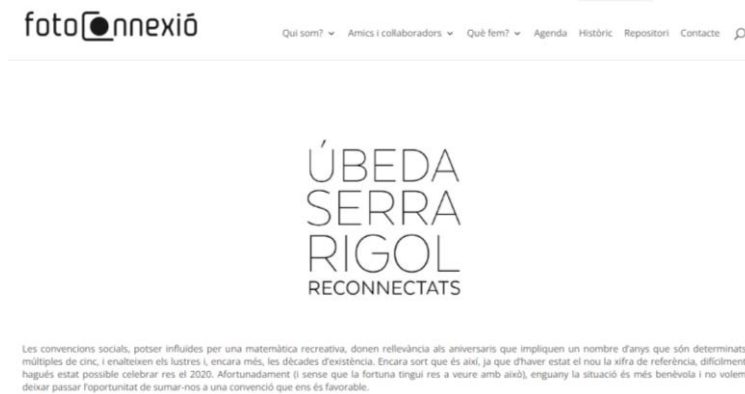 fotoConnexió
Qui som? Amics i col·laboradors Què fem? Agenda Històric Repositori Contacte
ÚBEDA
SERRA
RIGOL
RECONNECTATS
Les convencions socials, potser influïdes per una matemàtica recreativa, donen rellevància als aniversaris que impliquen un nombre d'anys que són determinats
múltiples de cinc, i enalteixen els lustres i, encara més, les dècades d'existència. Encara sort que és així, ja que d'haver estat el nou la xifra de referència, difícilment
hagués estat possible celebrar res el 2020. Afortunadament (i sense que la fortuna tingui res a veure amb això), enguany la situació és més benèvola i no volem
deixar passar l'oportunitat de sumar-nos a una convenció que ens és favorable.